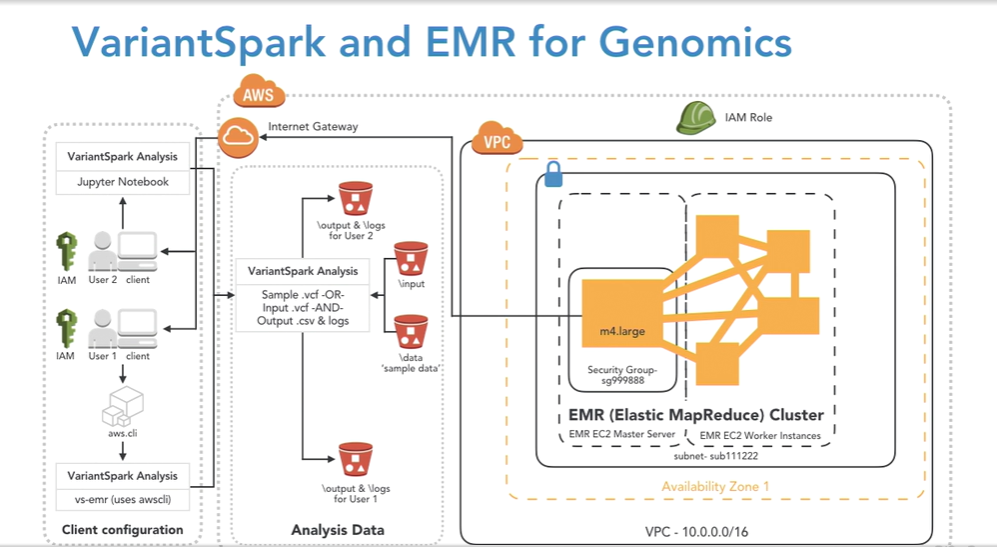 VariantSpark and EMR for Genomics
AWS
Internet Gateway
IAM Role
VPC
VariantSpark Analysis
Jupyter Notebook
IAM
User 2
client
IAM
User 1
client
aws.cli
VariantSpark Analysis
vs-emr (uses awscli)
Client configuration
\output & \logs
for User 2
VariantSpark Analysis
Sample .vcf -OR-
Input .vcf -AND-
Output .csv & logs
\input
\data
'sample data'
\output & \logs
for User 1
Analysis Data
m4.large
Security Group-
sg999888
EMR (Elastic MapReduce) Cluster
EMR EC2 Master Server
EMR EC2 Worker Instances
subnet- sub111222
Availability Zone 1
VPC - 10.0.0.0/16